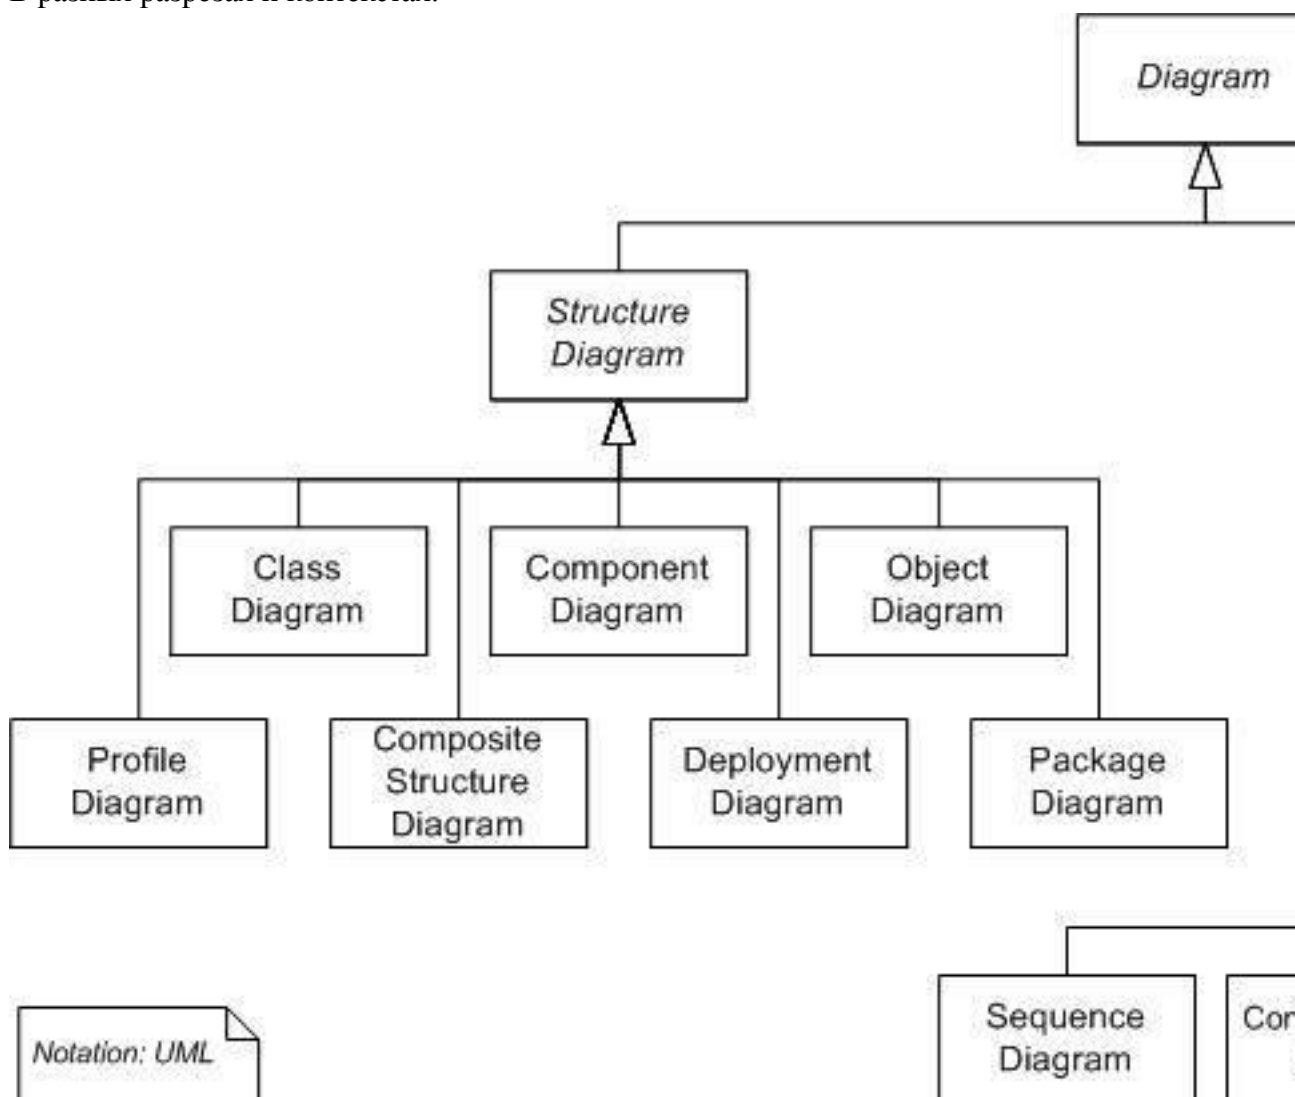 Diagram
Structure
Diagram
Class
Diagram
Component
Diagram
Object
Diagram
Profile
Diagram
Composite
Structure
Diagram
Deployment
Diagram
Package
Diagram
Sequence
Diagram
Notation: UML